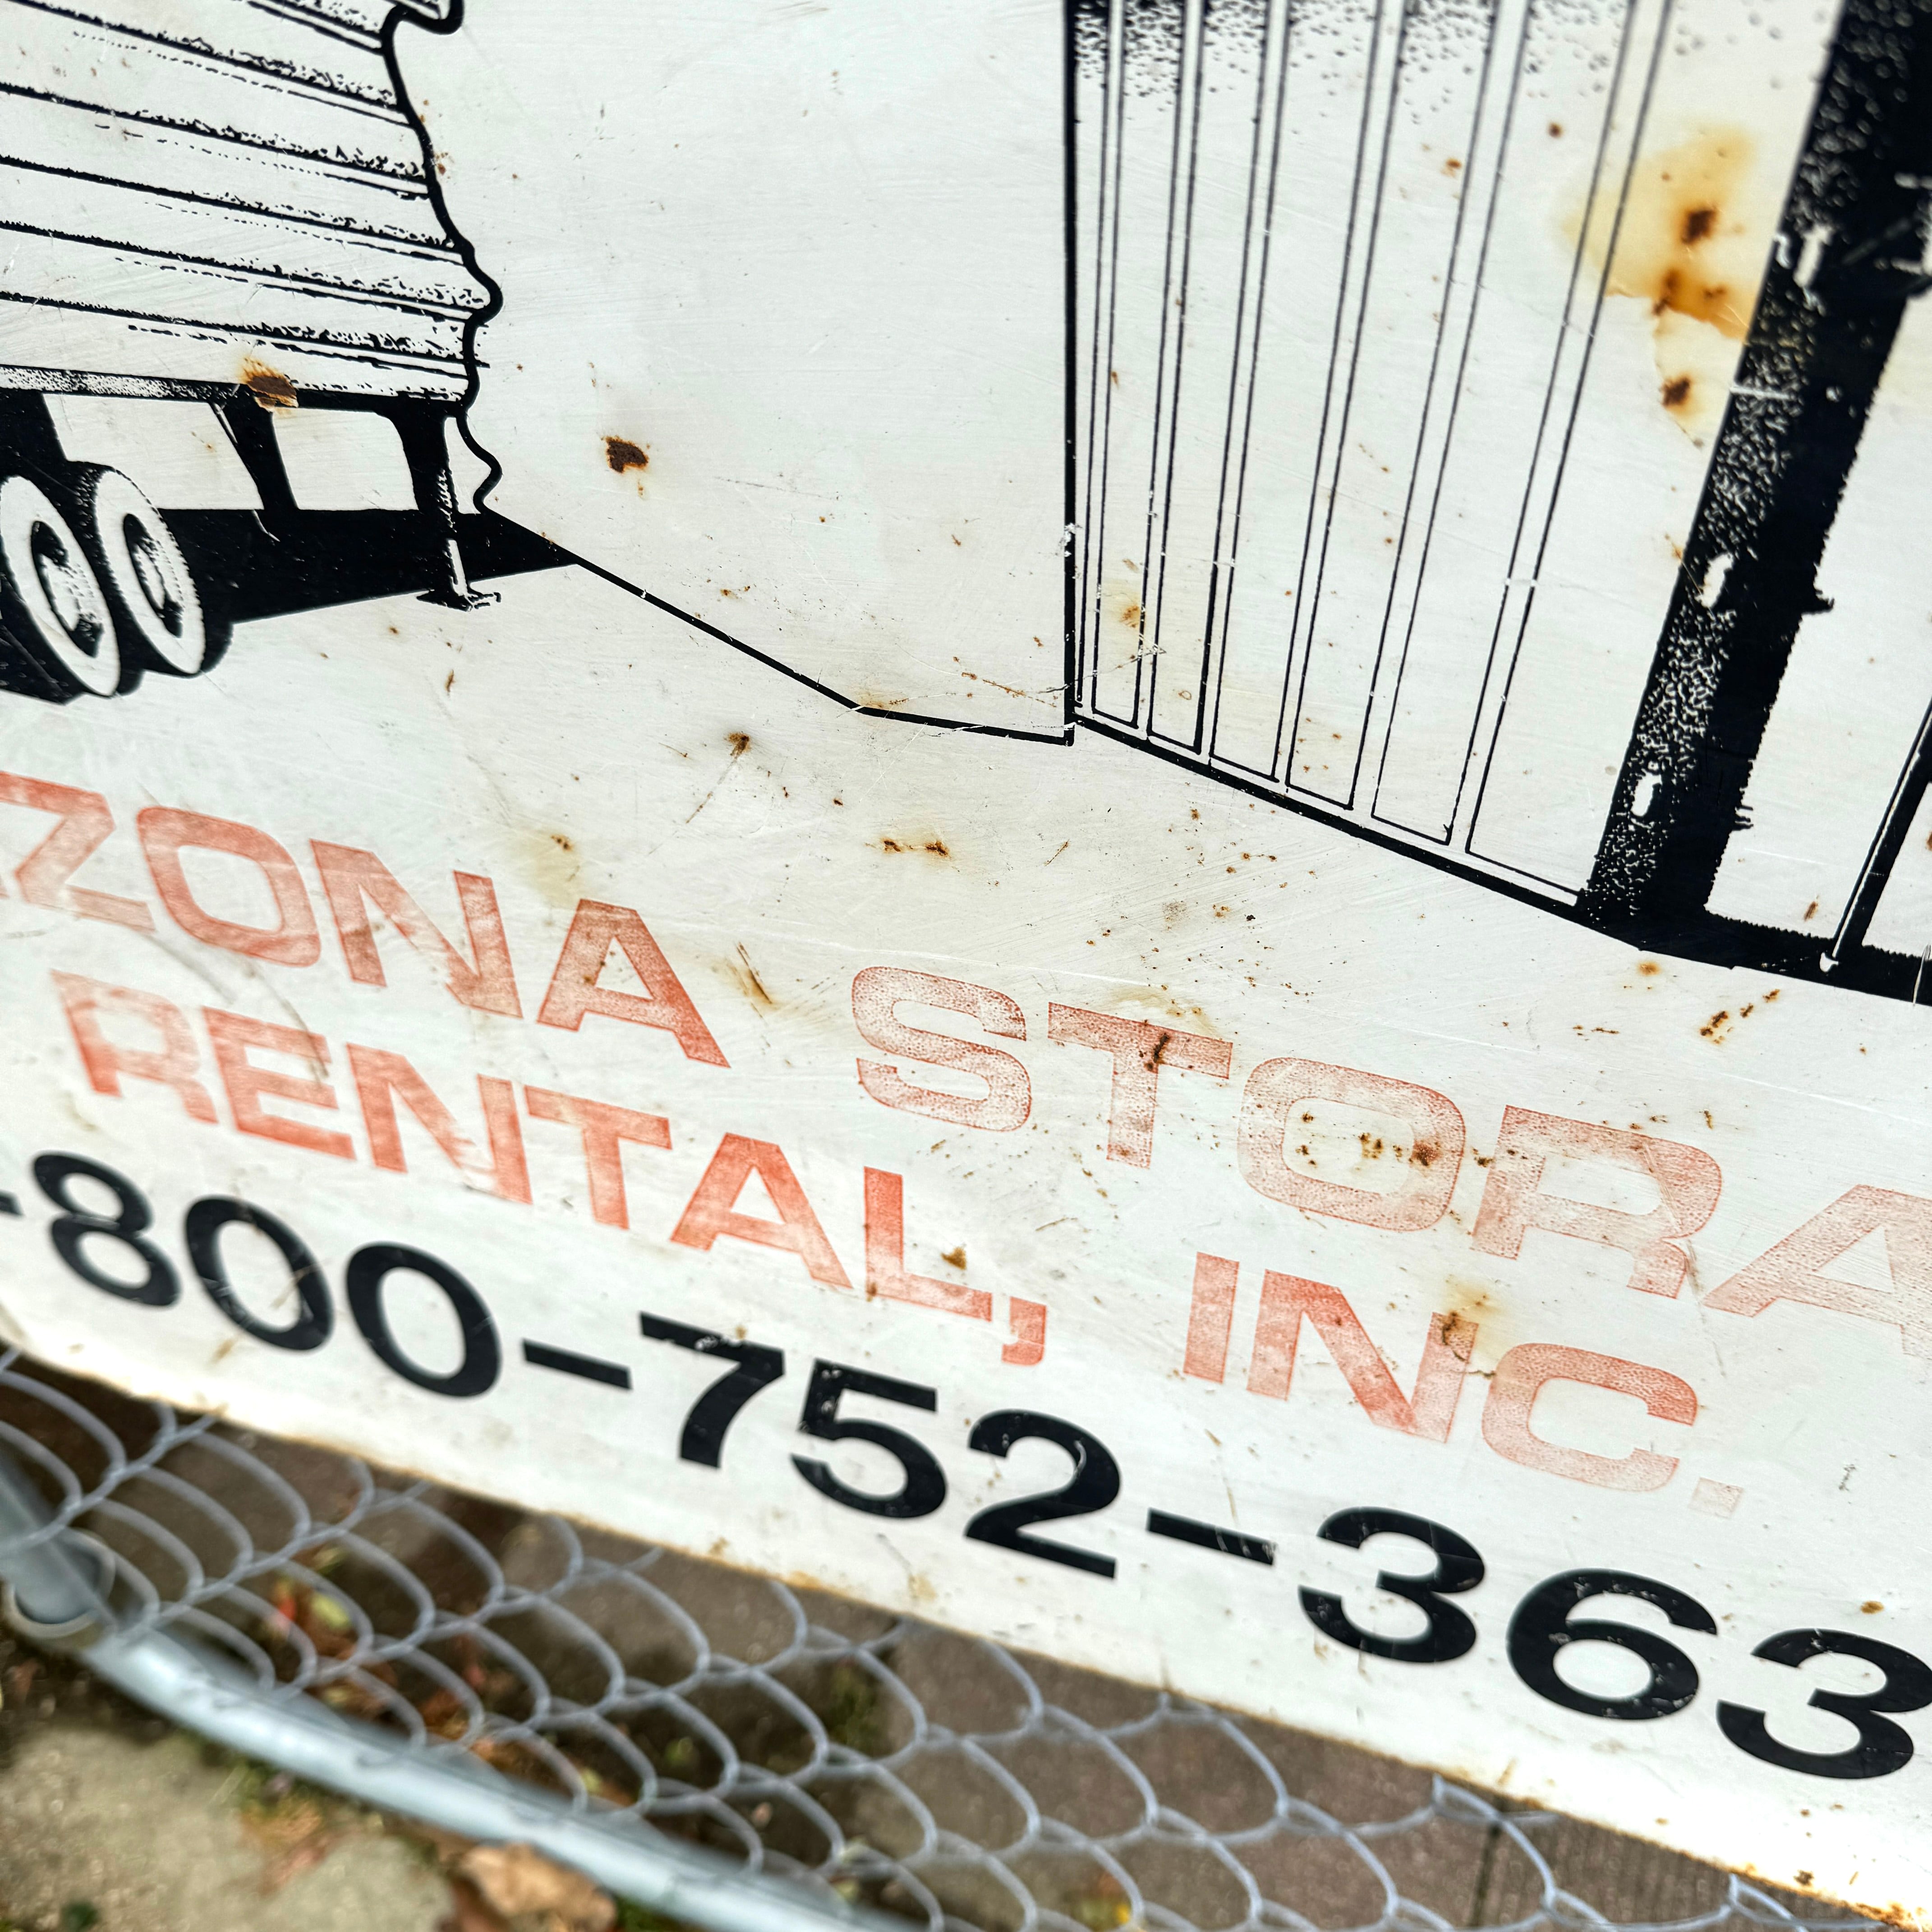 ZONA STORA
RENTAL, INC.
-800-752-363